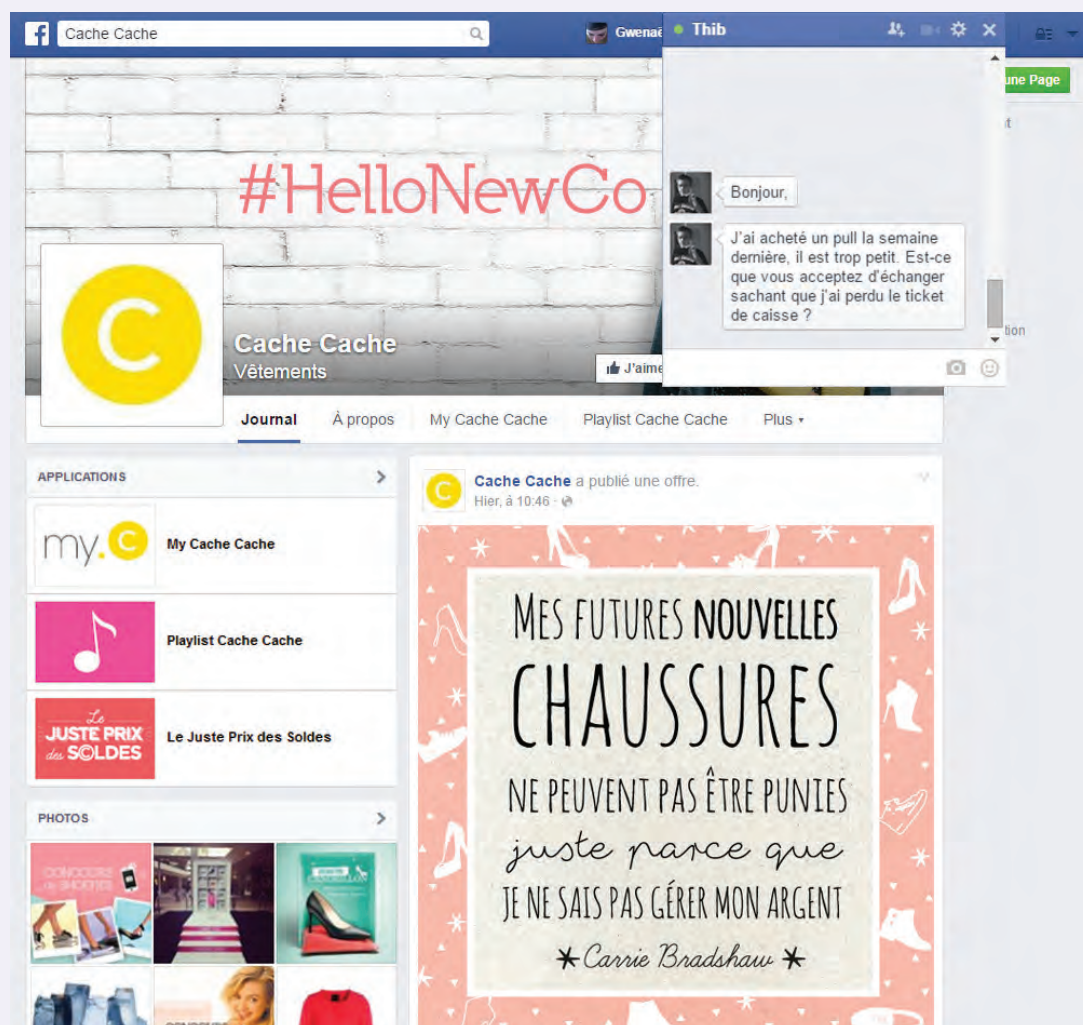 f Cache Cache
Gwenaë
Thib
une Page
#HelloNewCo
Bonjour,
J'ai acheté un pull la semaine
dernière, il est trop petit. Est-ce
que vous acceptez d'échanger
sachant que j'ai perdu le ticket
de caisse ?
C
Cache Cache
Vêtements
J'aime
tion
Journal
À propos
My Cache Cache
Playlist Cache Cache
Plus
APPLICATIONS
my.C
My Cache Cache
Playlist Cache Cache
Le
JUSTE PRIX
des SOLDES
Le Juste Prix des Soldes
PHOTOS
C
Cache Cache a publié une offre.
Hier, à 10:46
MES FUTURES NOUVELLES
CHAUSSURES
NE PEUVENT PAS ÊTRE PUNIES
juste parce que
JE NE SAIS PAS GÉRER MON ARGENT
Carrie Bradshaw